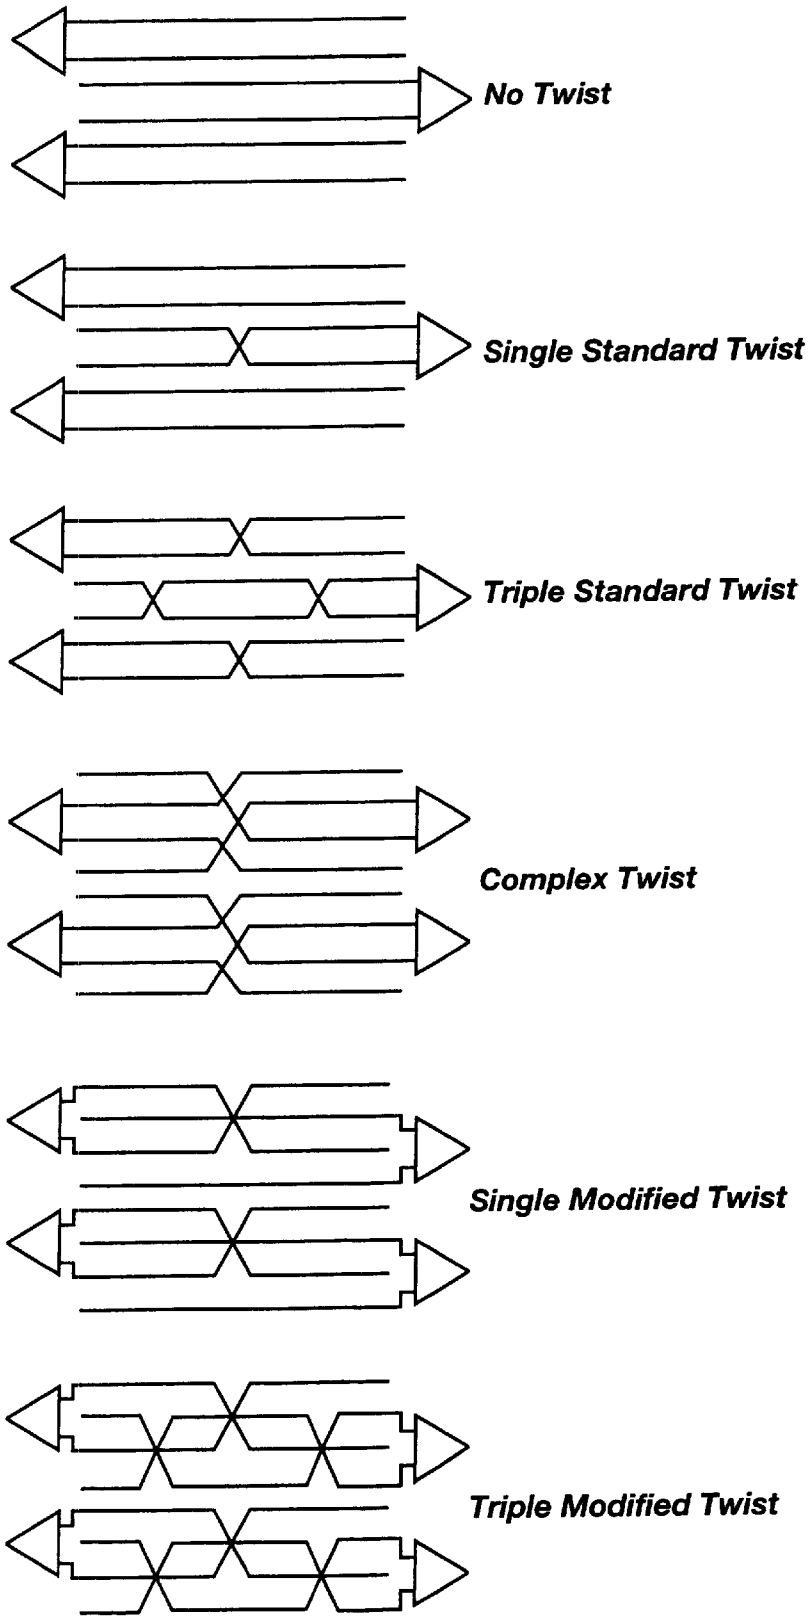 No Twist
Single Standard Twist
Triple Standard Twist
Complex Twist
Single Modified Twist
Triple Modified Twist